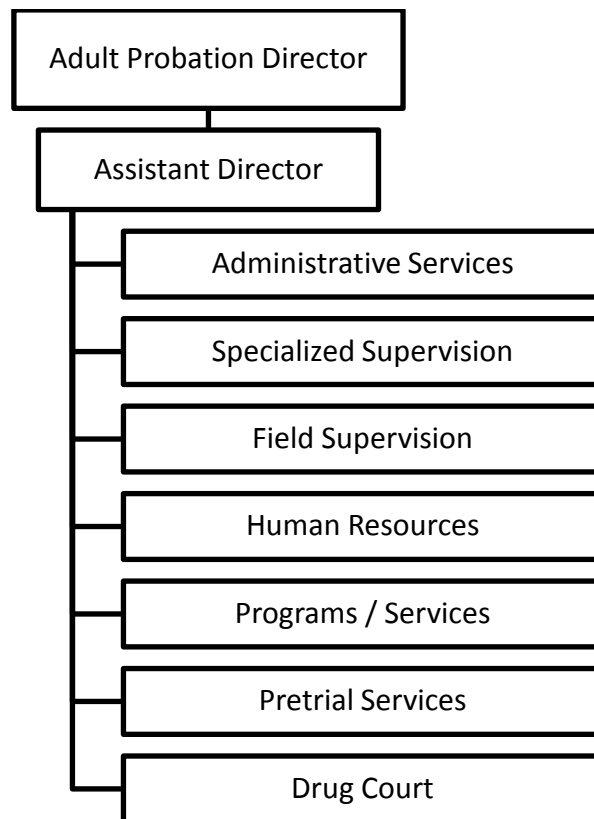 Adult Probation Director
Assistant Director
Administrative Services
Specialized Supervision
Field Supervision
Human Resources
Programs / Services
Pretrial Services
Drug Court